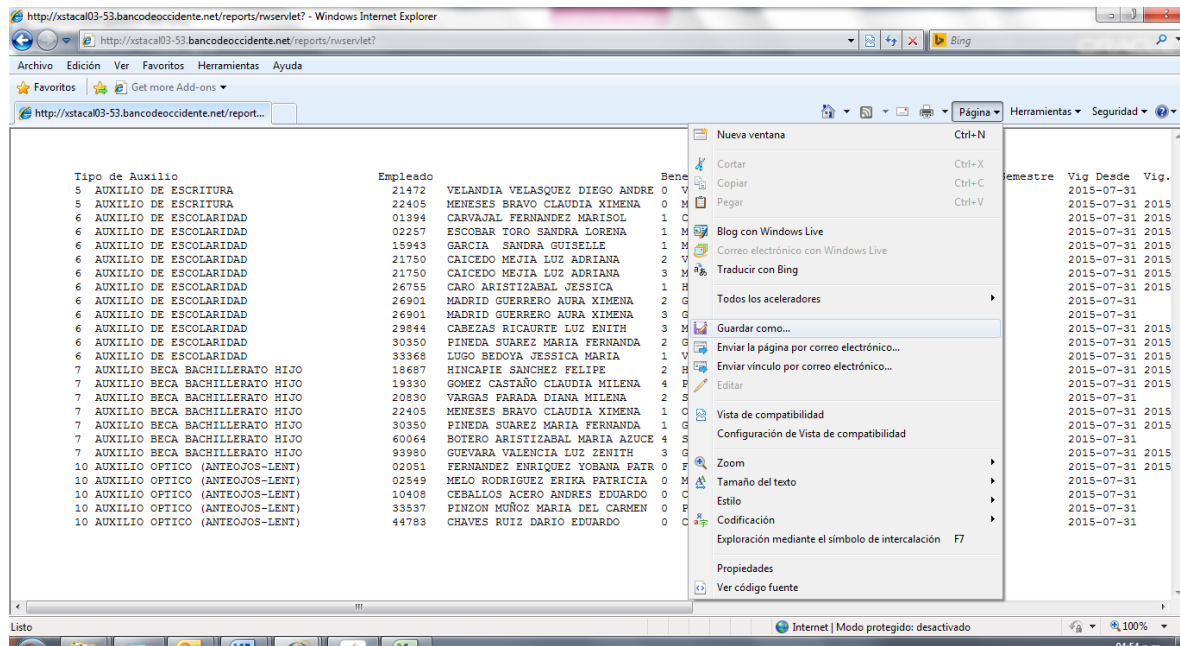 http://xstacal03-53.bancodeoccidente.net/reports/rwservlet? - Windows Internet Explorer
http://xstacal03-53.bancodeoccidente.net/reports/rwservlet?
Bing
Archivo Edición Ver Favoritos Herramientas Ayuda
Favoritos Get more Add-ons
http://xstacal03-53.bancodeoccidente.net/report...
Página Herramientas Seguridad
Tipo de Auxilio Empleado Bene Semestre Vig Desde Vig.
5 AUXILIO DE ESCRITURA 21472 VELANDIA VELASQUEZ DIEGO ANDRE 0 V 2015-07-31
5 AUXILIO DE ESCRITURA 22405 MENESES BRAVO CLAUDIA XIMENA 0 M 2015-07-31 2015
6 AUXILIO DE ESCOLARIDAD 01394 CARVAJAL FERNANDEZ MARISOL 1 C 2015-07-31 2015
6 AUXILIO DE ESCOLARIDAD 02257 ESCOBAR TORO SANDRA LORENA 1 M 2015-07-31 2015
6 AUXILIO DE ESCOLARIDAD 15943 GARCIA SANDRA GUISELLE 1 M 2015-07-31 2015
6 AUXILIO DE ESCOLARIDAD 21750 CAICEDO MEJIA LUZ ADRIANA 2 V 2015-07-31 2015
6 AUXILIO DE ESCOLARIDAD 21750 CAICEDO MEJIA LUZ ADRIANA 3 M 2015-07-31 2015
6 AUXILIO DE ESCOLARIDAD 26755 CARO ARISTIZABAL JESSICA 1 H 2015-07-31 2015
6 AUXILIO DE ESCOLARIDAD 26901 MADRID GUERRERO AURA XIMENA 2 G 2015-07-31
6 AUXILIO DE ESCOLARIDAD 26901 MADRID GUERRERO AURA XIMENA 3 G 2015-07-31
6 AUXILIO DE ESCOLARIDAD 29844 CABEZAS RICAURTE LUZ ENITH 3 M 2015-07-31 2015
6 AUXILIO DE ESCOLARIDAD 30350 PINEDA SUAREZ MARIA FERNANDA 2 G 2015-07-31 2015
6 AUXILIO DE ESCOLARIDAD 33368 LUGO BEDOYA JESSICA MARIA 1 V 2015-07-31 2015
7 AUXILIO BECA BACHILLERATO HIJO 18687 HINCAPIE SANCHEZ FELIPE 2 H 2015-07-31 2015
7 AUXILIO BECA BACHILLERATO HIJO 19330 GOMEZ CASTAÑO CLAUDIA MILENA 4 P 2015-07-31 2015
7 AUXILIO BECA BACHILLERATO HIJO 20830 VARGAS PARADA DIANA MILENA 2 S 2015-07-31
7 AUXILIO BECA BACHILLERATO HIJO 22405 MENESES BRAVO CLAUDIA XIMENA 1 O 2015-07-31 2015
7 AUXILIO BECA BACHILLERATO HIJO 30350 PINEDA SUAREZ MARIA FERNANDA 1 G 2015-07-31 2015
7 AUXILIO BECA BACHILLERATO HIJO 60064 BOTERO ARISTIZABAL MARIA AZUCE 4 S 2015-07-31
7 AUXILIO BECA BACHILLERATO HIJO 93980 GUEVARA VALENCIA LUZ ZENITH 3 G 2015-07-31 2015
10 AUXILIO OPTICO (ANTEOJOS-LENT) 02051 FERNANDEZ ENRIQUEZ YOBANA PATR 0 F 2015-07-31 2015
10 AUXILIO OPTICO (ANTEOJOS-LENT) 02549 MELO RODRIGUEZ ERIKA PATRICIA 0 M 2015-07-31
10 AUXILIO OPTICO (ANTEOJOS-LENT) 10408 CEBALLOS ACERO ANDRES EDUARDO 0 C 2015-07-31
10 AUXILIO OPTICO (ANTEOJOS-LENT) 33537 PINZON MUÑOZ MARIA DEL CARMEN 0 P 2015-07-31
10 AUXILIO OPTICO (ANTEOJOS-LENT) 44783 CHAVES RUIZ DARIO EDUARDO 0 C 2015-07-31
Nueva ventana Ctrl+N
Cortar Ctrl+X
Copiar Ctrl+C
Pegar Ctrl+V
Blog con Windows Live
Correo electrónico con Windows Live
Traducir con Bing
Todos los aceleradores
Guardar como...
Enviar la página por correo electrónico...
Enviar vínculo por correo electrónico...
Editar
Vista de compatibilidad
Configuración de Vista de compatibilidad
Zoom
Tamaño del texto
Estilo
Codificación
Exploración mediante el símbolo de intercalación F7
Propiedades
Ver código fuente
Listo Internet | Modo protegido: desactivado 100%